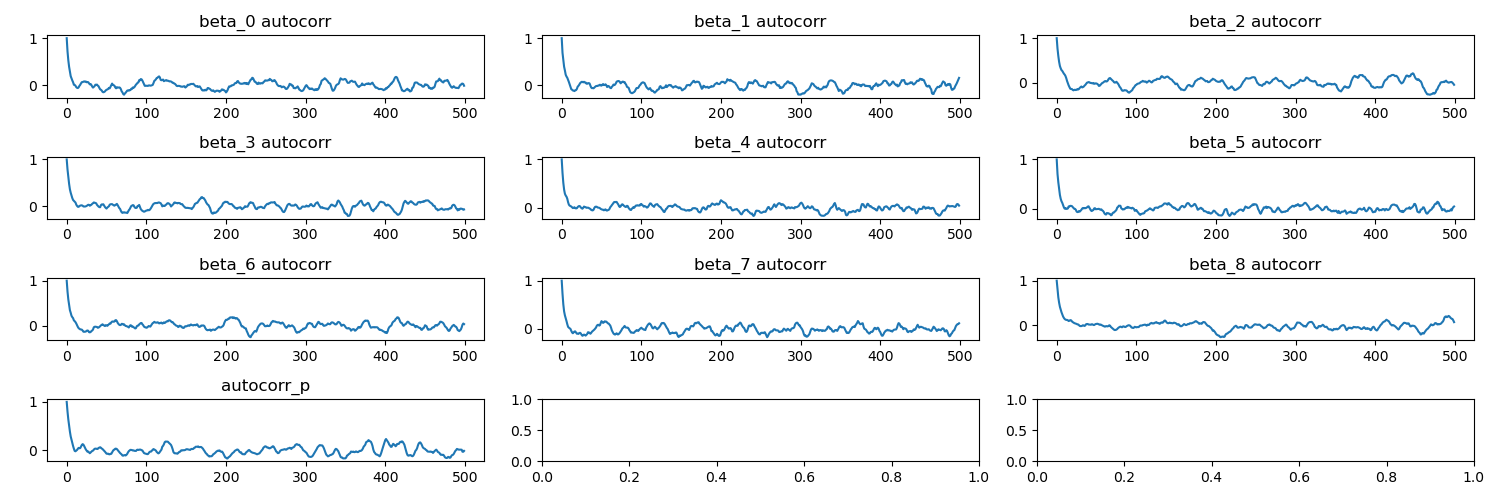 beta_0 autocorr beta_1 autocorr beta_2 autocorr
1 1 1
0 0 0
0 100 200 300 400 500 0 100 200 300 400 500 0 100 200 300 400 500
beta_3 autocorr beta_4 autocorr beta_5 autocorr
1 1 1
0 0 0
0 100 200 300 400 500 0 100 200 300 400 500 0 100 200 300 400 500
beta_6 autocorr beta_7 autocorr beta_8 autocorr
1 1 1
0 0 0
0 100 200 300 400 500 0 100 200 300 400 500 0 100 200 300 400 500
autocorr_p
1 1.0 1.0
0.5 0.5
0 0.0 0.0
0 100 200 300 400 500 0.0 0.2 0.4 0.6 0.8 1.0 0.0 0.2 0.4 0.6 0.8 1.0